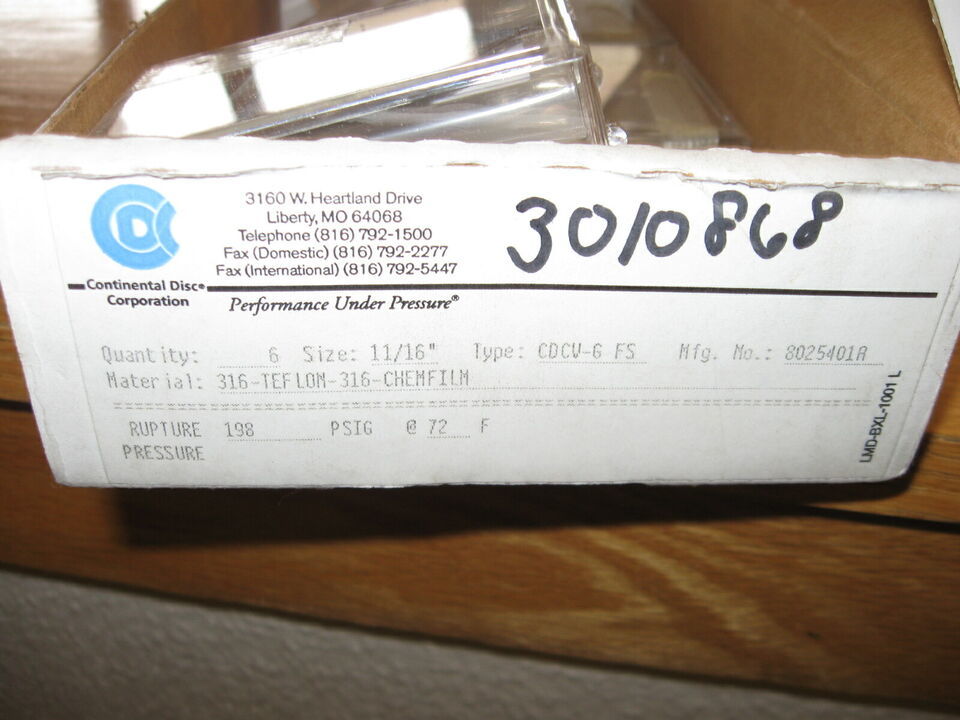 3160 W. Heartland Drive
Liberty, MO 64068
Telephone (816) 792-1500
Fax (Domestic) (816) 792-2277
Fax (International) (816) 792-5447
CDC
Continental Disc®
Corporation
Performance Under Pressure®
3010868
Quantity: 6 Size: 11/16" Type: CDCV-G FS Mfg. No.: 8025401A
Material: 316-TEFLON-316-CHEMFILM
RUPTURE 198 PSIG @ 72 F
PRESSURE
LMD-BXL-1001 L